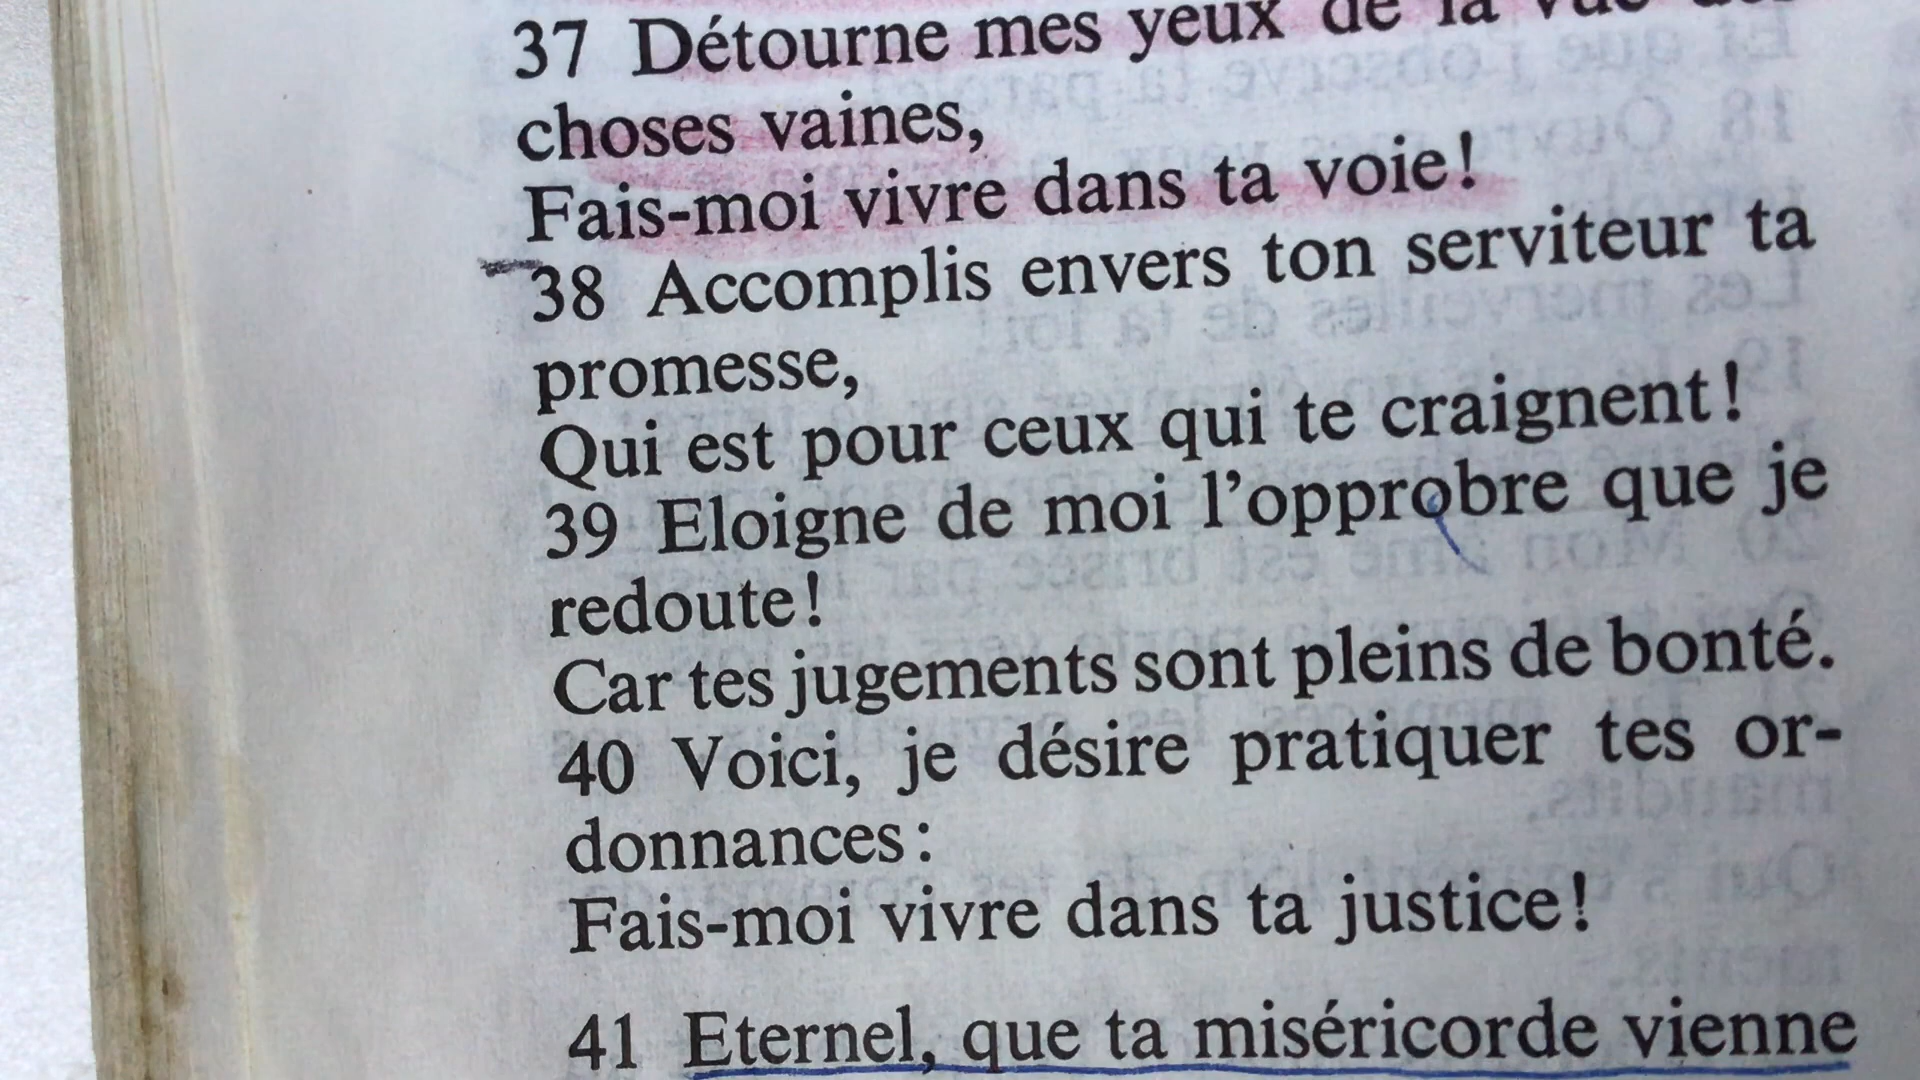 37 Détourne mes yeux de la vue des
choses vaines,
Fais-moi vivre dans ta voie!
38 Accomplis envers ton serviteur ta
promesse,
Qui est pour ceux qui te craignent!
39 Eloigne de moi l'opprobre que je
redoute!
Car tes jugements sont pleins de bonté.
40 Voici, je désire pratiquer tes or-
donnances:
Fais-moi vivre dans ta justice!
41 Eternel, que ta miséricorde vienne